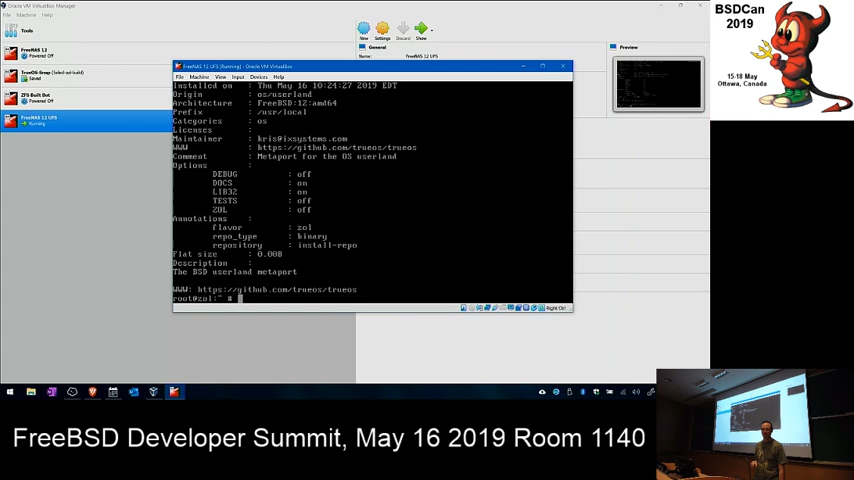 Oracle VM VirtualBox Manager
File Machine Help
Tools
New Settings Discard Show
FreeNAS 12
Powered Off
TrueOS-Snap (failed-ool-build)
Saved
ZFS Built Bot
Powered Off
FreeNAS 12 UFS
Running
General
Name: FreeNAS 12 UFS
Preview
FreeNAS 12 UFS [Running] - Oracle VM VirtualBox
File Machine View Input Devices Help
Installed on : Thu May 16 10:24:27 2019 EDT
Origin : os/userland
Architecture : FreeBSD:12:amd64
Prefix : /usr/local
Categories : os
Licenses :
Maintainer : kris@ixsystems.com
WWW : https://github.com/trueos/trueos
Comment : Metaport for the OS userland
Options :
DEBUG : off
DOCS : on
LIB32 : on
TESTS : off
ZOL : off
Annotations :
flavor : zol
repo_type : binary
repository : install-repo
Flat size : 0.00B
Description :
The BSD userland metaport
WWW: https://github.com/trueos/trueos
root@zol:~ #
Right Ctrl
BSDCan
2019
15-18 May
Ottawa, Canada
FreeBSD Developer Summit, May 16 2019 Room 1140